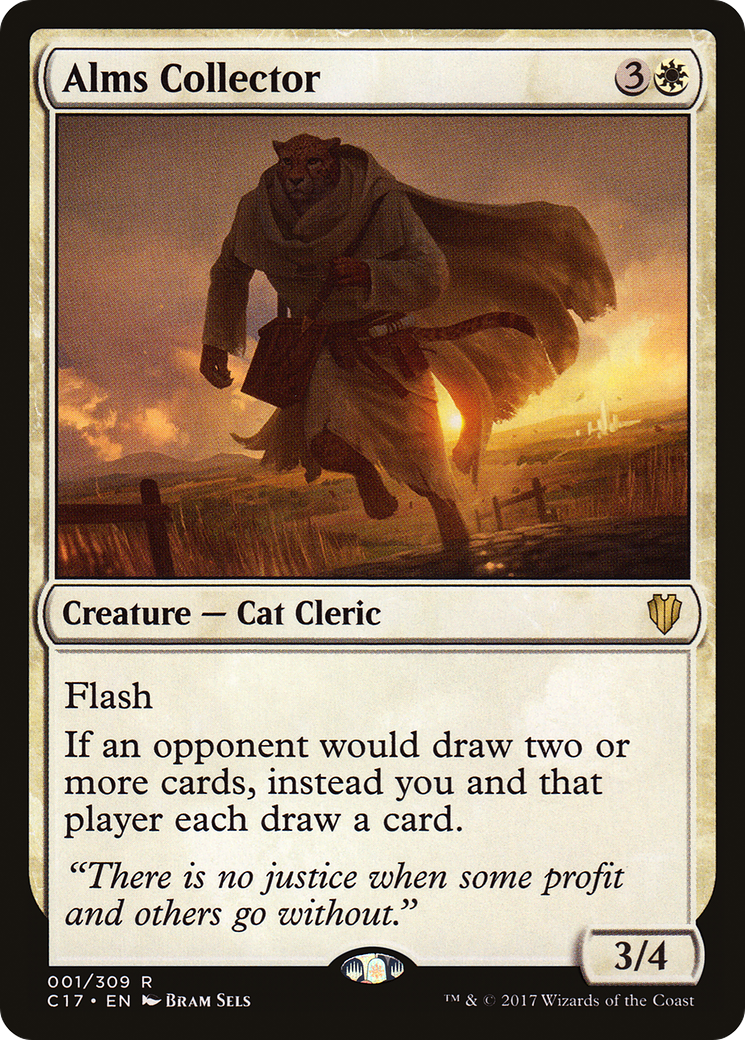 Alms Collector 3
Creature — Cat Cleric
Flash
If an opponent would draw two or
more cards, instead you and that
player each draw a card.
“There is no justice when some profit
and others go without.”
3/4
001/309 R
C17 • EN Bram Sels
™ & © 2017 Wizards of the Coast